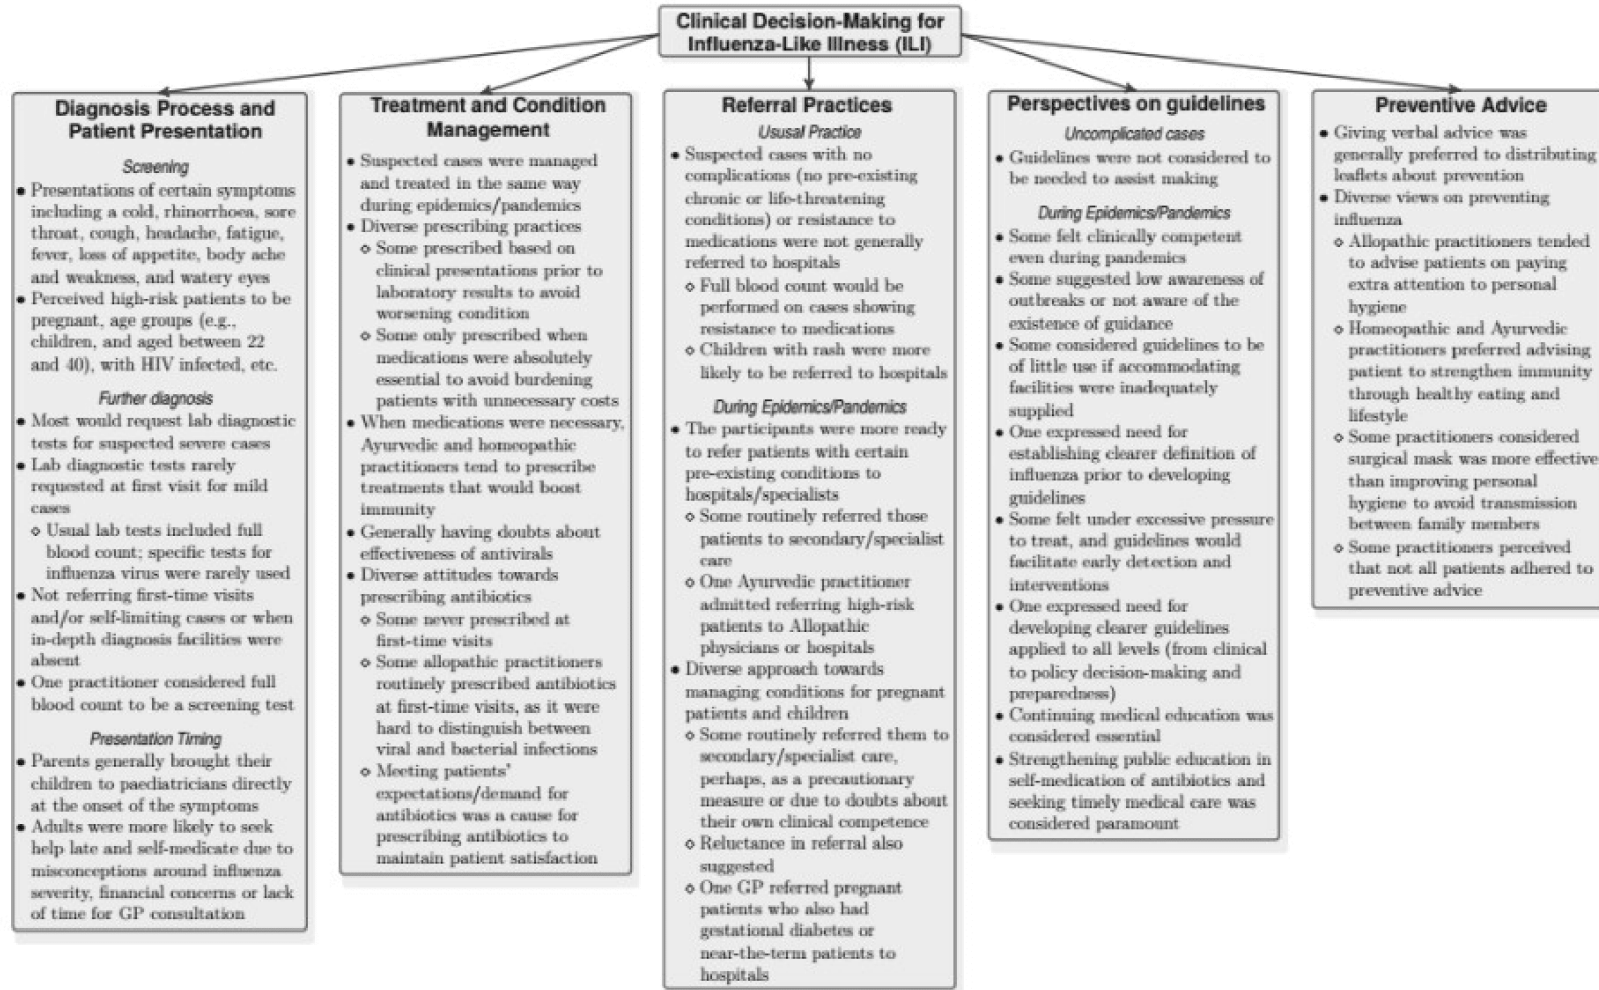 Clinical Decision-Making for
Influenza-Like Illness (ILI)
Diagnosis Process and
Patient Presentation
Screening
• Presentations of certain symptoms
including a cold, rhinorrhoea, sore
throat, cough, headache, fatigue,
fever, loss of appetite, body ache
and weakness, and watery eyes
• Perceived high-risk patients to be
pregnant, age groups (e.g.,
children, and aged between 22
and 40), with HIV infected, etc.
Further diagnosis
• Most would request lab diagnostic
tests for suspected severe cases
• Lab diagnostic tests rarely
requested at first visit for mild
cases
⋄ Usual lab tests included full
blood count; specific tests for
influenza virus were rarely used
• Not referring first-time visits
and/or self-limiting cases or when
in-depth diagnosis facilities were
absent
• One practitioner considered full
blood count to be a screening test
Presentation Timing
• Parents generally brought their
children to paediatricians directly
at the onset of the symptoms
• Adults were more likely to seek
help late and self-medicate due to
misconceptions around influenza
severity, financial concerns or lack
of time for GP consultation
Treatment and Condition
Management
• Suspected cases were managed
and treated in the same way
during epidemics/pandemics
• Diverse prescribing practices
⋄ Some prescribed based on
clinical presentations prior to
laboratory results to avoid
worsening condition
⋄ Some only prescribed when
medications were absolutely
essential to avoid burdening
patients with unnecessary costs
• When medications were necessary,
Ayurvedic and homeopathic
practitioners tend to prescribe
treatments that would boost
immunity
• Generally having doubts about
effectiveness of antivirals
• Diverse attitudes towards
prescribing antibiotics
⋄ Some never prescribed at
first-time visits
⋄ Some allopathic practitioners
routinely prescribed antibiotics
at first-time visits, as it were
hard to distinguish between
viral and bacterial infections
⋄ Meeting patients'
expectations/demand for
antibiotics was a cause for
prescribing antibiotics to
maintain patient satisfaction
Referral Practices
Ususal Practice
• Suspected cases with no
complications (no pre-existing
chronic or life-threatening
conditions) or resistance to
medications were not generally
referred to hospitals
⋄ Full blood count would be
performed on cases showing
resistance to medications
⋄ Children with rash were more
likely to be referred to hospitals
During Epidemics/Pandemics
• The participants were more ready
to refer patients with certain
pre-existing conditions to
hospitals/specialists
⋄ Some routinely referred those
patients to secondary/specialist
care
⋄ One Ayurvedic practitioner
admitted referring high-risk
patients to Allopathic
physicians or hospitals
• Diverse approach towards
managing conditions for pregnant
patients and children
⋄ Some routinely referred them to
secondary/specialist care,
perhaps, as a precautionary
measure or due to doubts about
their own clinical competence
⋄ Reluctance in referral also
suggested
⋄ One GP referred pregnant
patients who also had
gestational diabetes or
near-the-term patients to
hospitals
Perspectives on guidelines
Uncomplicated cases
• Guidelines were not considered to
be needed to assist making
During Epidemics/Pandemics
• Some felt clinically competent
even during pandemics
• Some suggested low awareness of
outbreaks or not aware of the
existence of guidance
• Some considered guidelines to be
of little use if accommodating
facilities were inadequately
supplied
• One expressed need for
establishing clearer definition of
influenza prior to developing
guidelines
• Some felt under excessive pressure
to treat, and guidelines would
facilitate early detection and
interventions
• One expressed need for
developing clearer guidelines
applied to all levels (from clinical
to policy decision-making and
preparedness)
• Continuing medical education was
considered essential
• Strengthening public education in
self-medication of antibiotics and
seeking timely medical care was
considered paramount
Preventive Advice
• Giving verbal advice was
generally preferred to distributing
leaflets about prevention
• Diverse views on preventing
influenza
⋄ Allopathic practitioners tended
to advise patients on paying
extra attention to personal
hygiene
⋄ Homeopathic and Ayurvedic
practitioners preferred advising
patient to strengthen immunity
through healthy eating and
lifestyle
⋄ Some practitioners considered
surgical mask was more effective
than improving personal
hygiene to avoid transmission
between family members
⋄ Some practitioners perceived
that not all patients adhered to
preventive advice